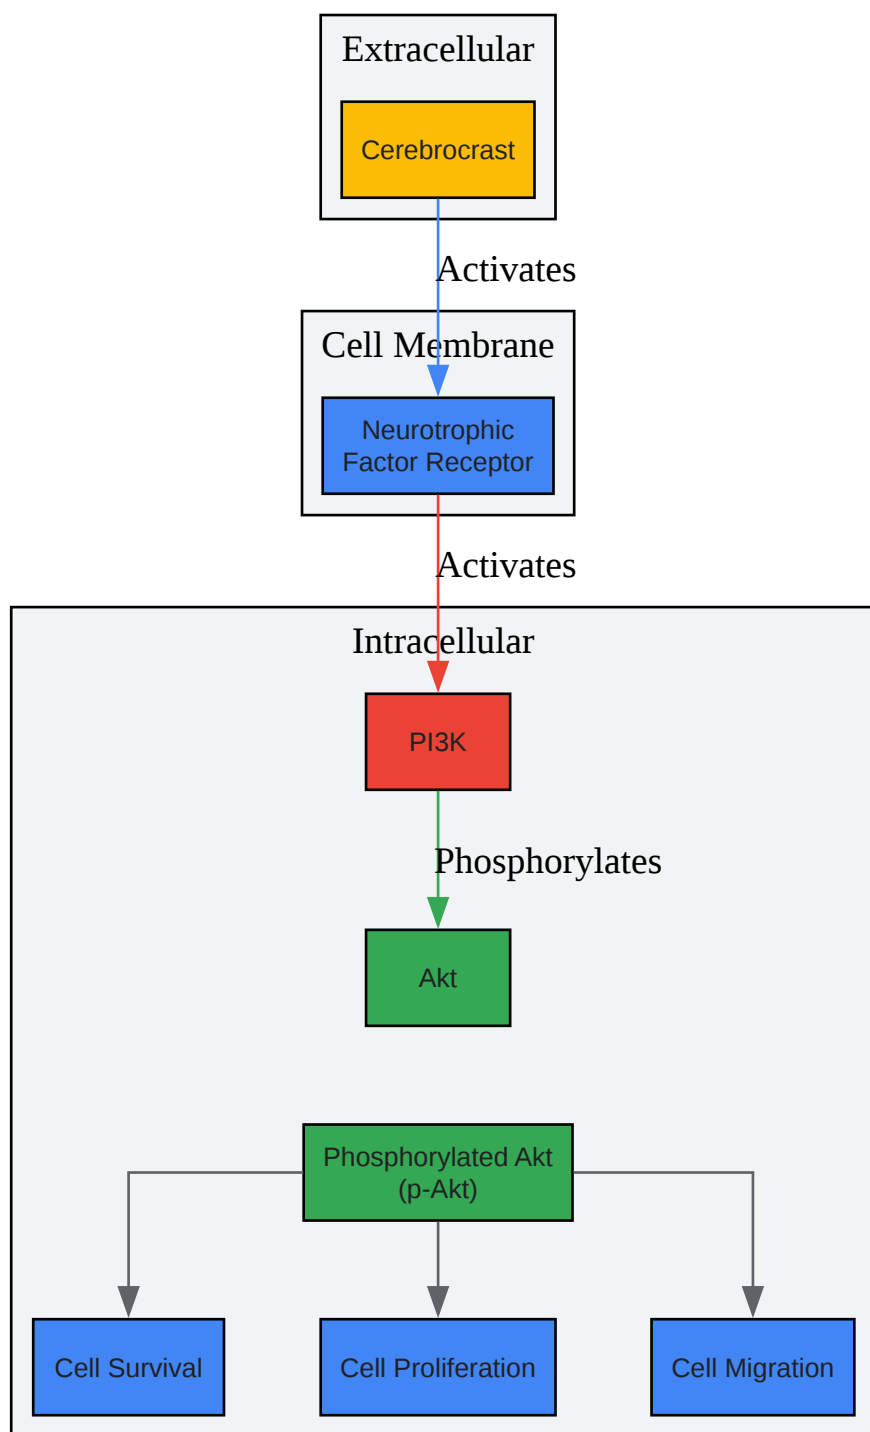 Extracellular
Cerebrocrast
Activates
Cell Membrane
Neurotrophic
Factor Receptor
Activates
Intracellular
PI3K
Phosphorylates
Akt
Phosphorylated Akt
(p-Akt)
Cell Survival
Cell Proliferation
Cell Migration